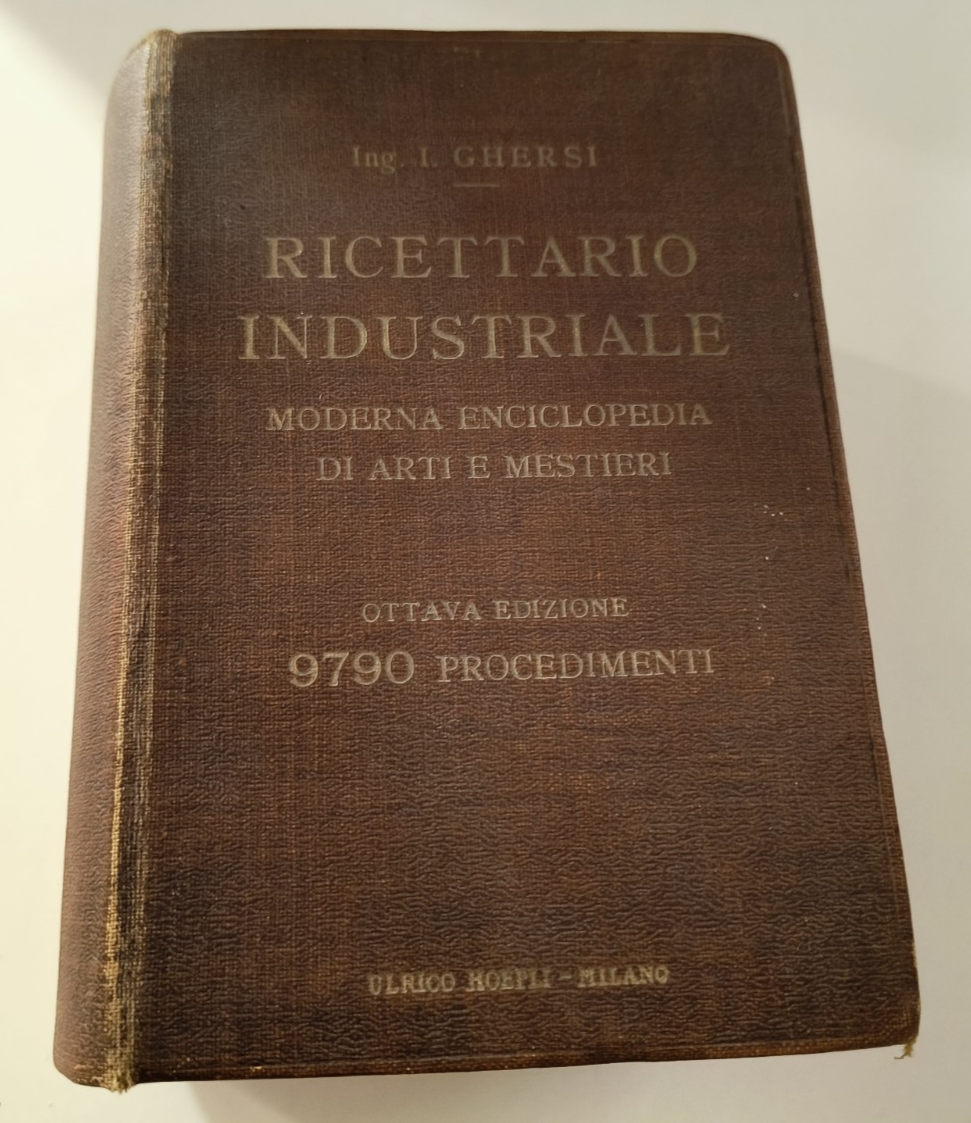 Ing. I. GHERSI
RICETTARIO
INDUSTRIALE
MODERNA ENCICLOPEDIA
DI ARTI E MESTIERI
OTTAVA EDIZIONE
9790 PROCEDIMENTI
ULRICO HOEPLI - MILANO